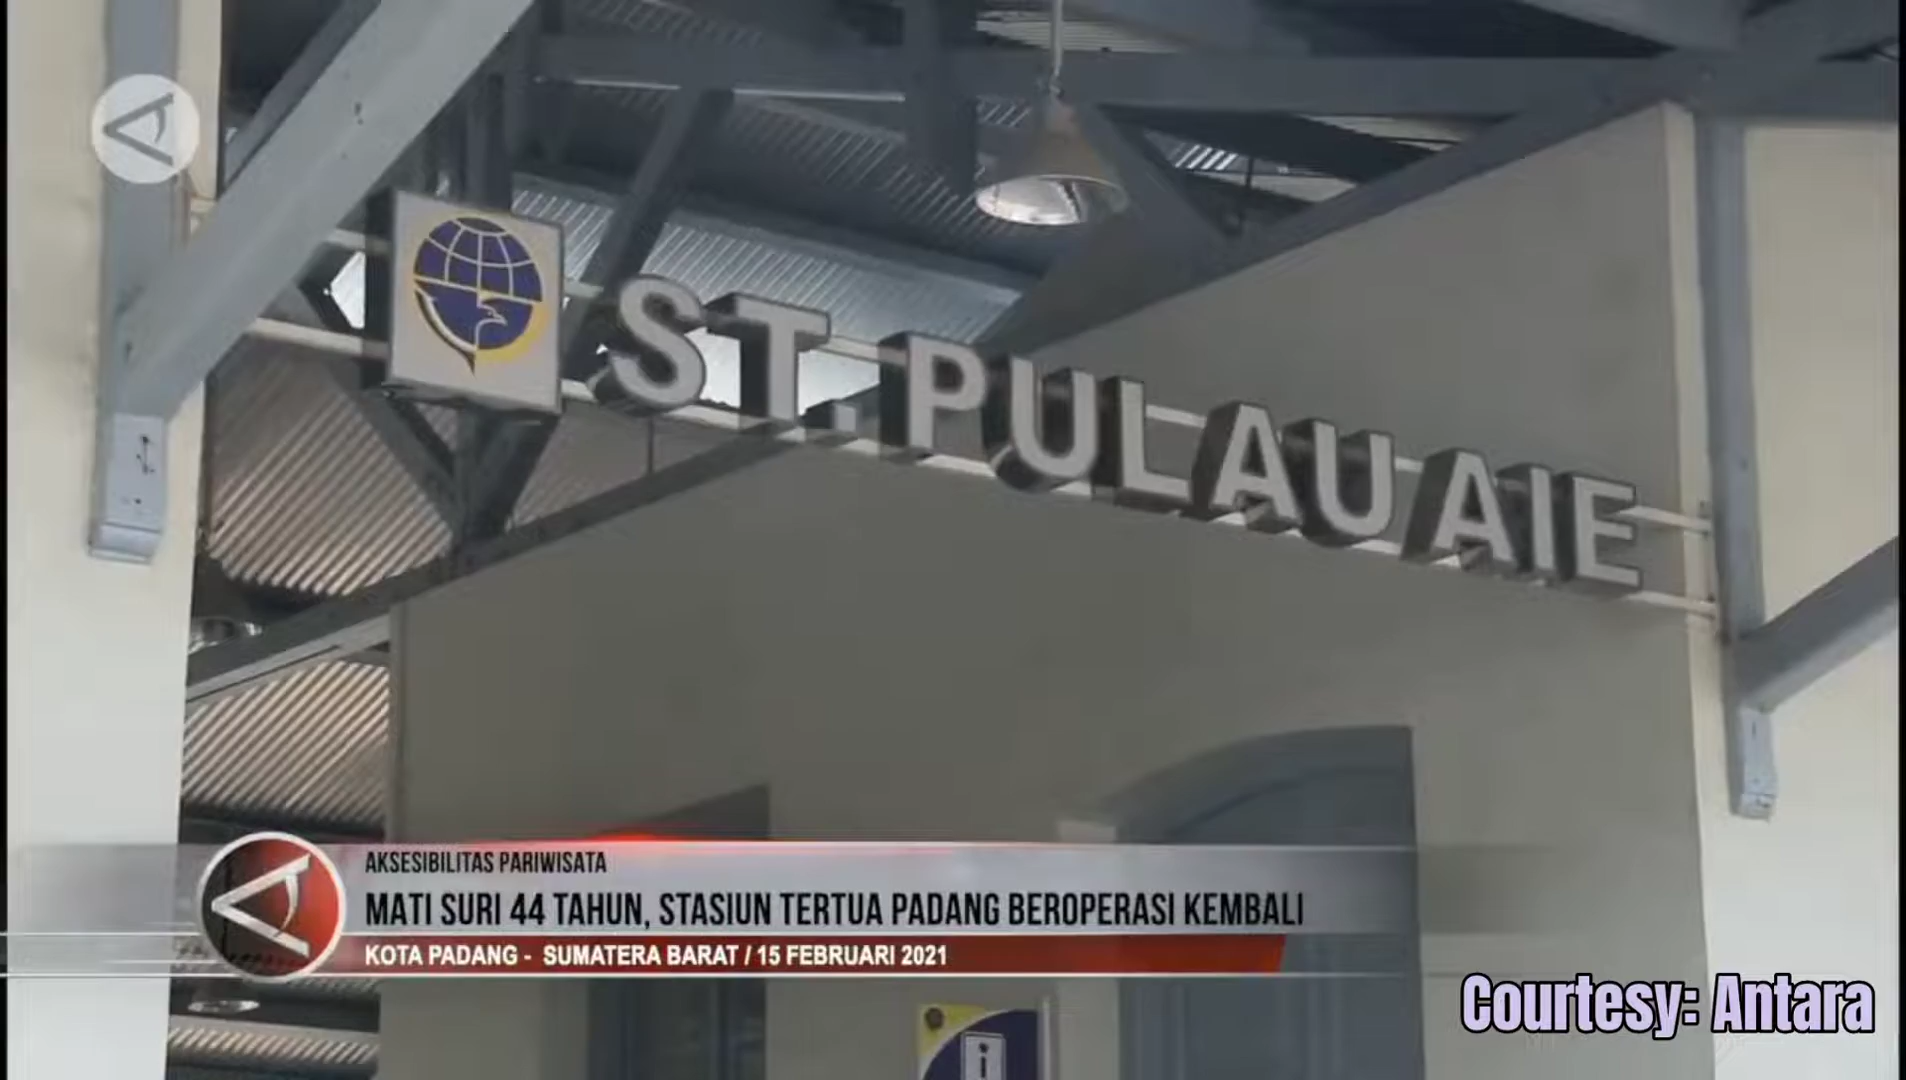 ST. PULAU AIE
AKSESIBILITAS PARIWISATA
MATI SURI 44 TAHUN, STASIUN TERTUA PADANG BEROPERASI KEMBALI
KOTA PADANG - SUMATERA BARAT / 15 FEBRUARI 2021
Courtesy: Antara
i